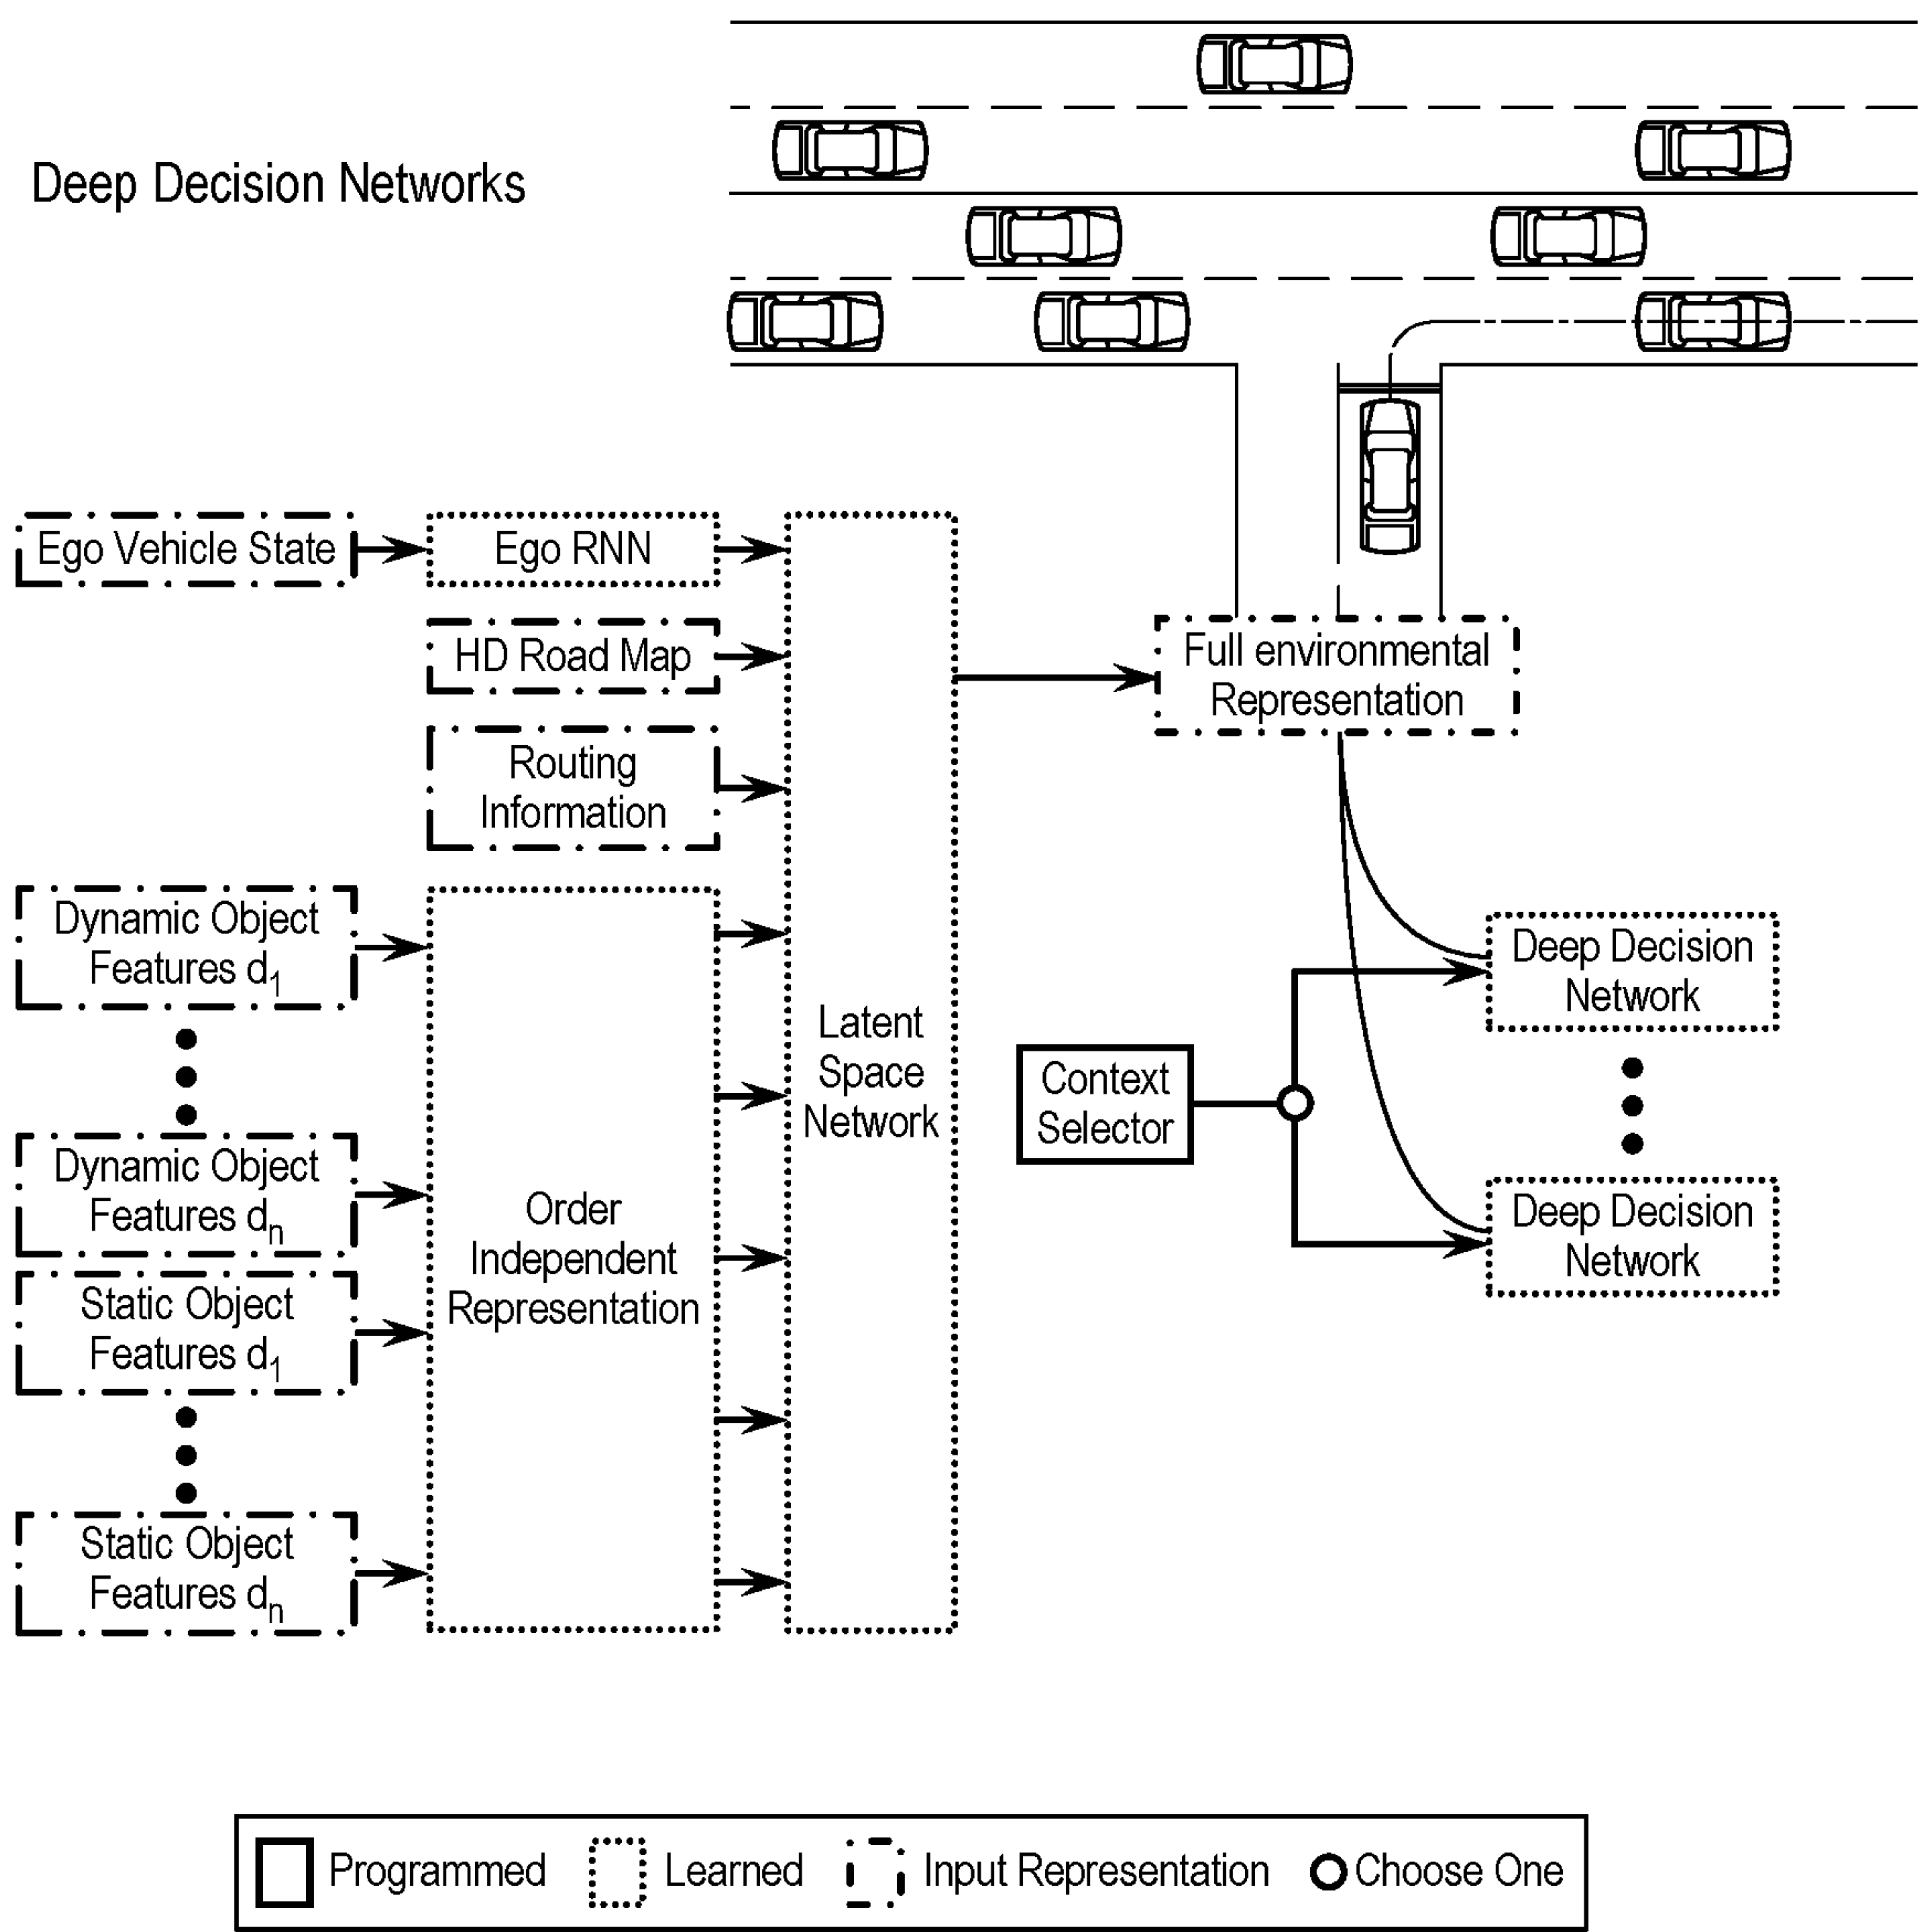 Deep Decision Networks
Ego Vehicle State
Ego RNN
HD Road Map
Routing
Information
Full environmental
Representation
Dynamic Object
Features d₁
Dynamic Object
Features dₙ
Static Object
Features d₁
Static Object
Features dₙ
Order
Independent
Representation
Latent
Space
Network
Context
Selector
Deep Decision
Network
Deep Decision
Network
Programmed
Learned
Input Representation
Choose One